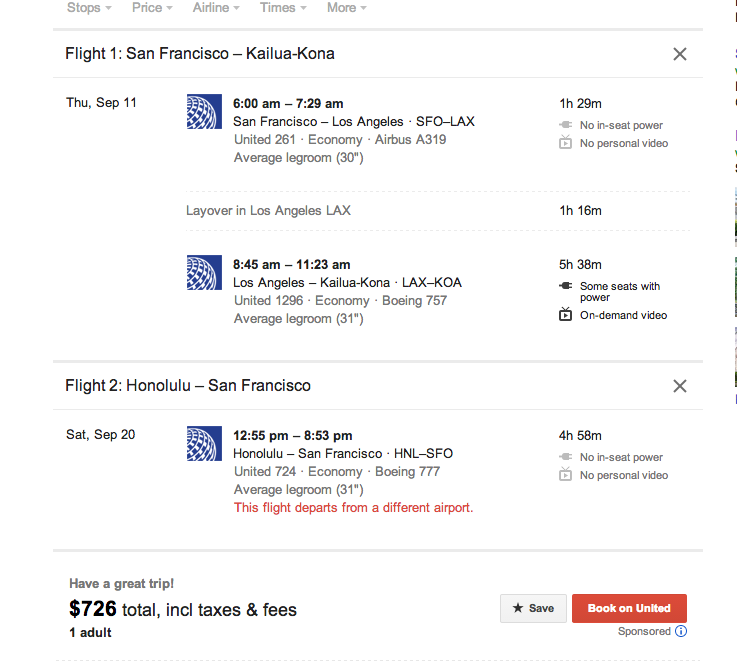 Stops Price Airline Times More
Flight 1: San Francisco – Kailua-Kona
Thu, Sep 11
6:00 am – 7:29 am
1h 29m
San Francisco – Los Angeles · SFO–LAX
No in-seat power
United 261 · Economy · Airbus A319
No personal video
Average legroom (30")
Layover in Los Angeles LAX
1h 16m
8:45 am – 11:23 am
5h 38m
Los Angeles – Kailua-Kona · LAX–KOA
Some seats with
power
United 1296 · Economy · Boeing 757
On-demand video
Average legroom (31")
Flight 2: Honolulu – San Francisco
Sat, Sep 20
12:55 pm – 8:53 pm
4h 58m
Honolulu – San Francisco · HNL–SFO
No in-seat power
United 724 · Economy · Boeing 777
No personal video
Average legroom (31")
This flight departs from a different airport.
Have a great trip!
$726 total, incl taxes & fees
1 adult
Save
Book on United
Sponsored